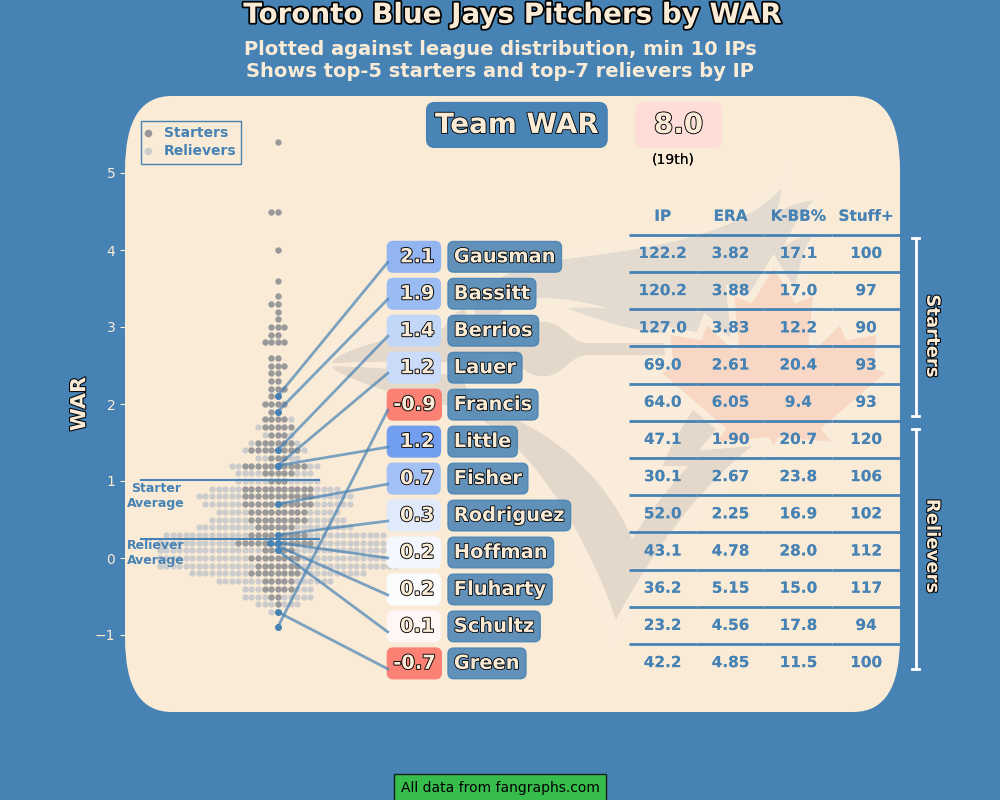 Toronto Blue Jays Pitchers by WAR
Plotted against league distribution, min 10 IPs
Shows top-5 starters and top-7 relievers by IP
Team WAR 8.0
(19th)
Starters
Relievers
IP ERA K-BB% Stuff+
2.1 Gausman 122.2 3.82 17.1 100
1.9 Bassitt 120.2 3.88 17.0 97
1.4 Berrios 127.0 3.83 12.2 90
1.2 Lauer 69.0 2.61 20.4 93
-0.9 Francis 64.0 6.05 9.4 93
1.2 Little 47.1 1.90 20.7 120
0.7 Fisher 30.1 2.67 23.8 106
0.3 Rodriguez 52.0 2.25 16.9 102
0.2 Hoffman 43.1 4.78 28.0 112
0.2 Fluharty 36.2 5.15 15.0 117
0.1 Schultz 23.2 4.56 17.8 94
-0.7 Green 42.2 4.85 11.5 100
Starters
Relievers
WAR
5
4
3
2
1
0
−1
Starter
Average
Reliever
Average
All data from fangraphs.com